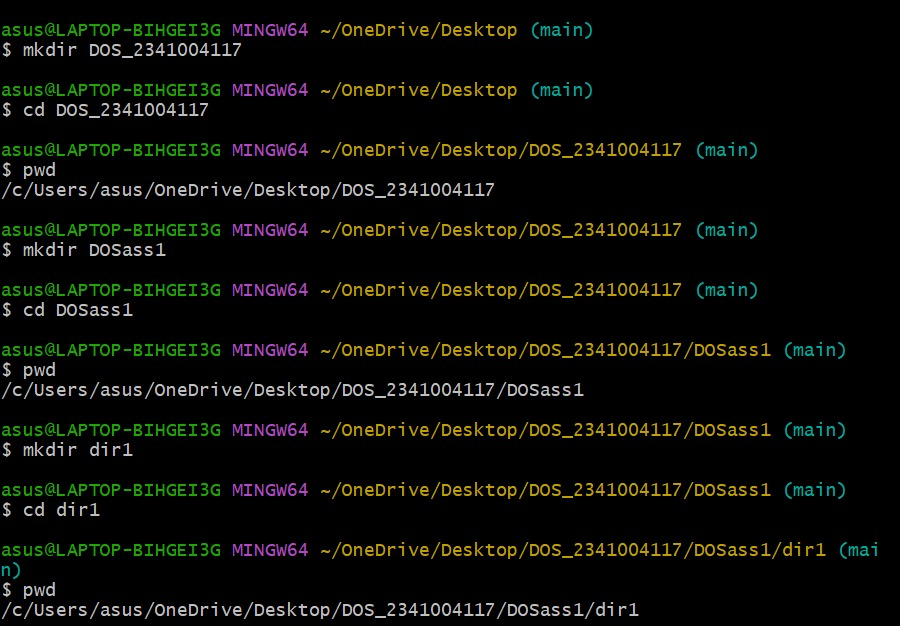 asus@LAPTOP-BIHGEI3G MINGW64 ~/OneDrive/Desktop (main)
$ mkdir DOS_2341004117
asus@LAPTOP-BIHGEI3G MINGW64 ~/OneDrive/Desktop (main)
$ cd DOS_2341004117
asus@LAPTOP-BIHGEI3G MINGW64 ~/OneDrive/Desktop/DOS_2341004117 (main)
$ pwd
/c/Users/asus/OneDrive/Desktop/DOS_2341004117
asus@LAPTOP-BIHGEI3G MINGW64 ~/OneDrive/Desktop/DOS_2341004117 (main)
$ mkdir DOSass1
asus@LAPTOP-BIHGEI3G MINGW64 ~/OneDrive/Desktop/DOS_2341004117 (main)
$ cd DOSass1
asus@LAPTOP-BIHGEI3G MINGW64 ~/OneDrive/Desktop/DOS_2341004117/DOSass1 (main)
$ pwd
/c/Users/asus/OneDrive/Desktop/DOS_2341004117/DOSass1
asus@LAPTOP-BIHGEI3G MINGW64 ~/OneDrive/Desktop/DOS_2341004117/DOSass1 (main)
$ mkdir dir1
asus@LAPTOP-BIHGEI3G MINGW64 ~/OneDrive/Desktop/DOS_2341004117/DOSass1 (main)
$ cd dir1
asus@LAPTOP-BIHGEI3G MINGW64 ~/OneDrive/Desktop/DOS_2341004117/DOSass1/dir1 (mai
n)
$ pwd
/c/Users/asus/OneDrive/Desktop/DOS_2341004117/DOSass1/dir1